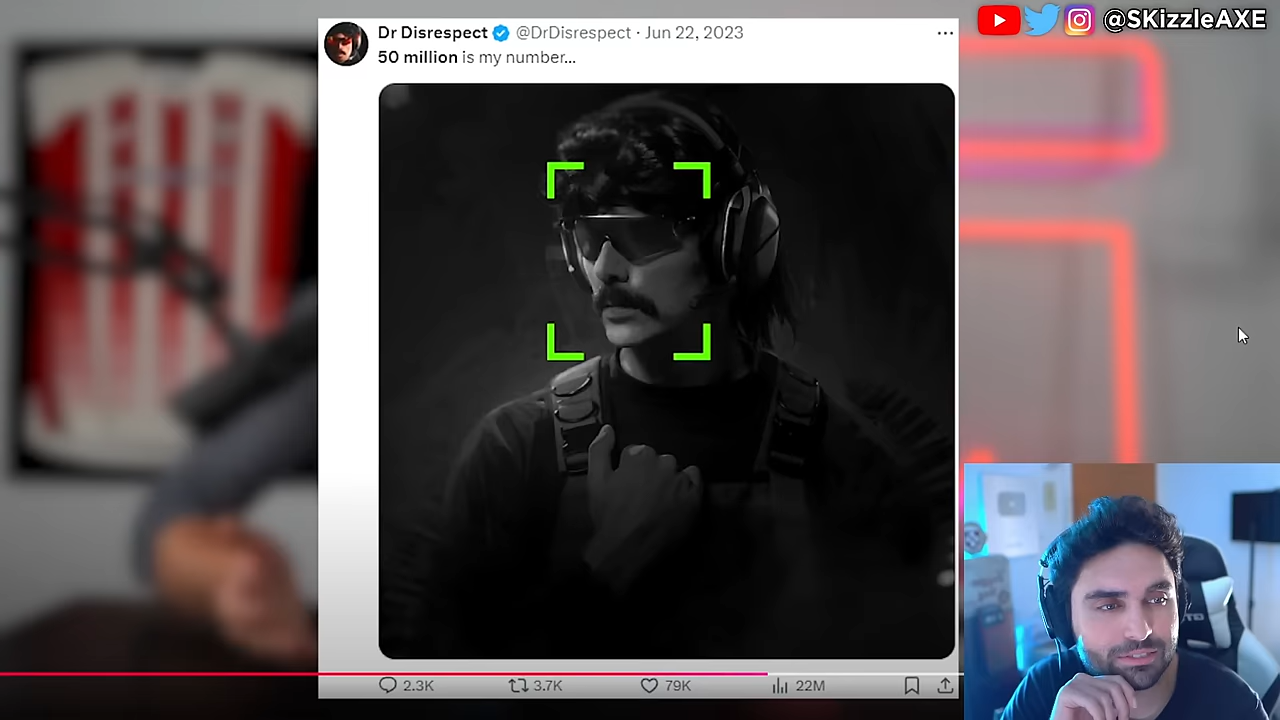 Dr Disrespect @DrDisrespect · Jun 22, 2023
50 million is my number...
2.3K 3.7K 79K 22M
@SKizzleAXE